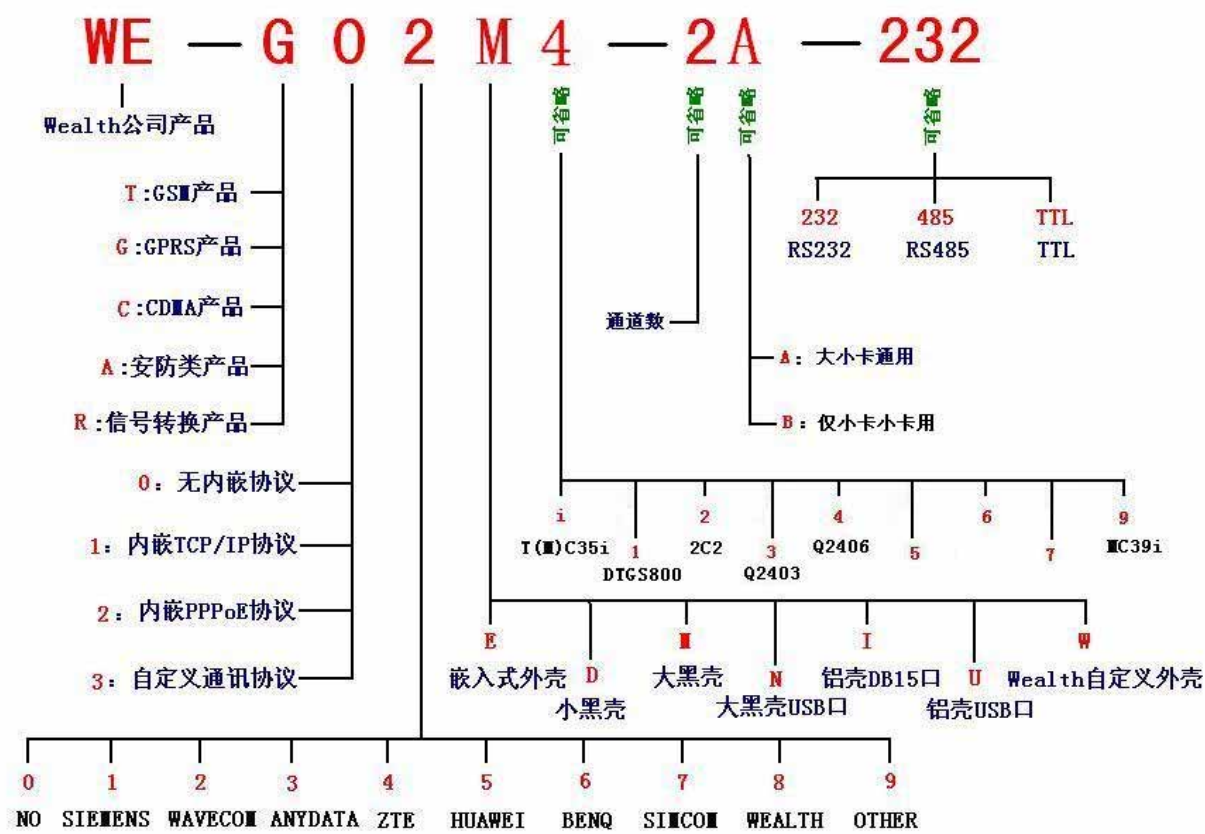 WE — G 0 2 M 4 — 2A — 232
可省略 可省略 可省略 可省略
Wealth公司产品
T:GSM产品
G:GPRS产品
C:CDMA产品
A:安防类产品
R:信号转换产品
232 485 TTL
RS232 RS485 TTL
通道数
A：大小卡通用
B：仅小卡小卡用
0：无内嵌协议
1：内嵌TCP/IP协议
2：内嵌PPPoE协议
3：自定义通讯协议
i 1 2 3 4 5 6 7 9
T(M)C35i DTGS800 2C2 Q2403 Q2406 MC39i
E D M N I U W
嵌入式外壳 小黑壳 大黑壳 大黑壳USB口 铝壳DB15口 铝壳USB口 Wealth自定义外壳
0 1 2 3 4 5 6 7 8 9
NO SIEMENS WAVECOM ANYDATA ZTE HUAWEI BENQ SIMCOM WEALTH OTHER